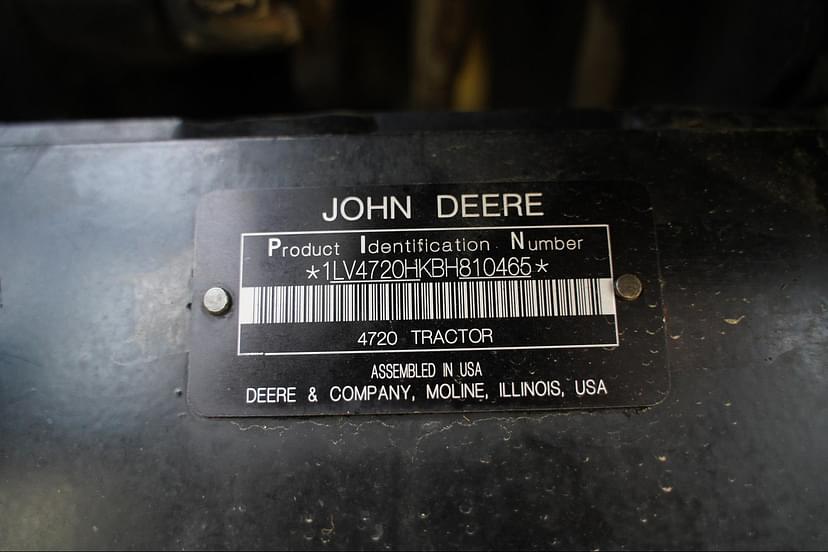 JOHN DEERE
Product Identification Number
*1LV4720HKBH810465*
4720 TRACTOR
ASSEMBLED IN USA
DEERE & COMPANY, MOLINE, ILLINOIS, USA